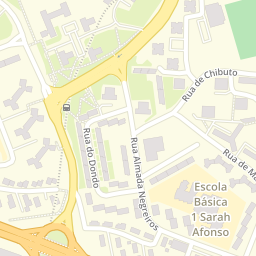 Rua de Chibuto
Rua do Dondo
Rua Almada Negreiros
Rua de M
Escola
Básica
1 Sarah
Afonso